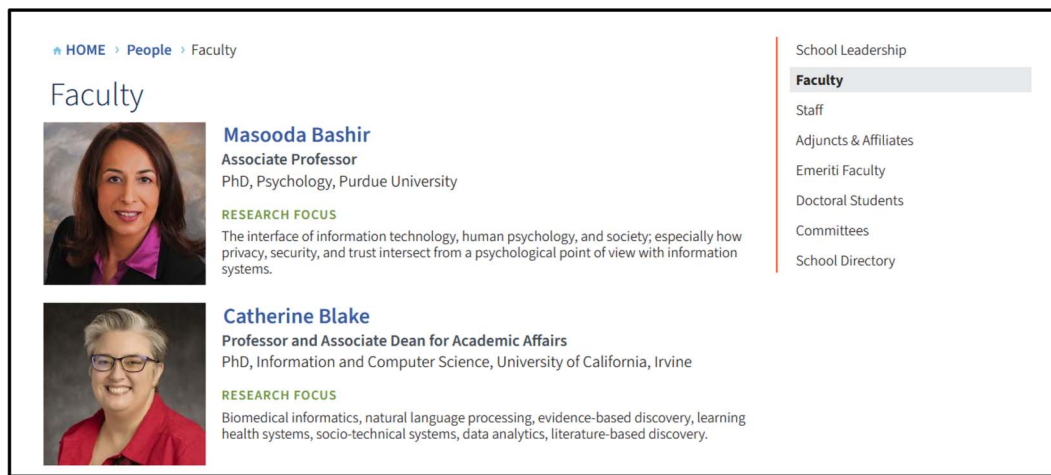 HOME > People > Faculty
Faculty
Masooda Bashir
Associate Professor
PhD, Psychology, Purdue University
RESEARCH FOCUS
The interface of information technology, human psychology, and society; especially how
privacy, security, and trust intersect from a psychological point of view with information
systems.
Catherine Blake
Professor and Associate Dean for Academic Affairs
PhD, Information and Computer Science, University of California, Irvine
RESEARCH FOCUS
Biomedical informatics, natural language processing, evidence-based discovery, learning
health systems, socio-technical systems, data analytics, literature-based discovery.
School Leadership
Faculty
Staff
Adjuncts & Affiliates
Emeriti Faculty
Doctoral Students
Committees
School Directory